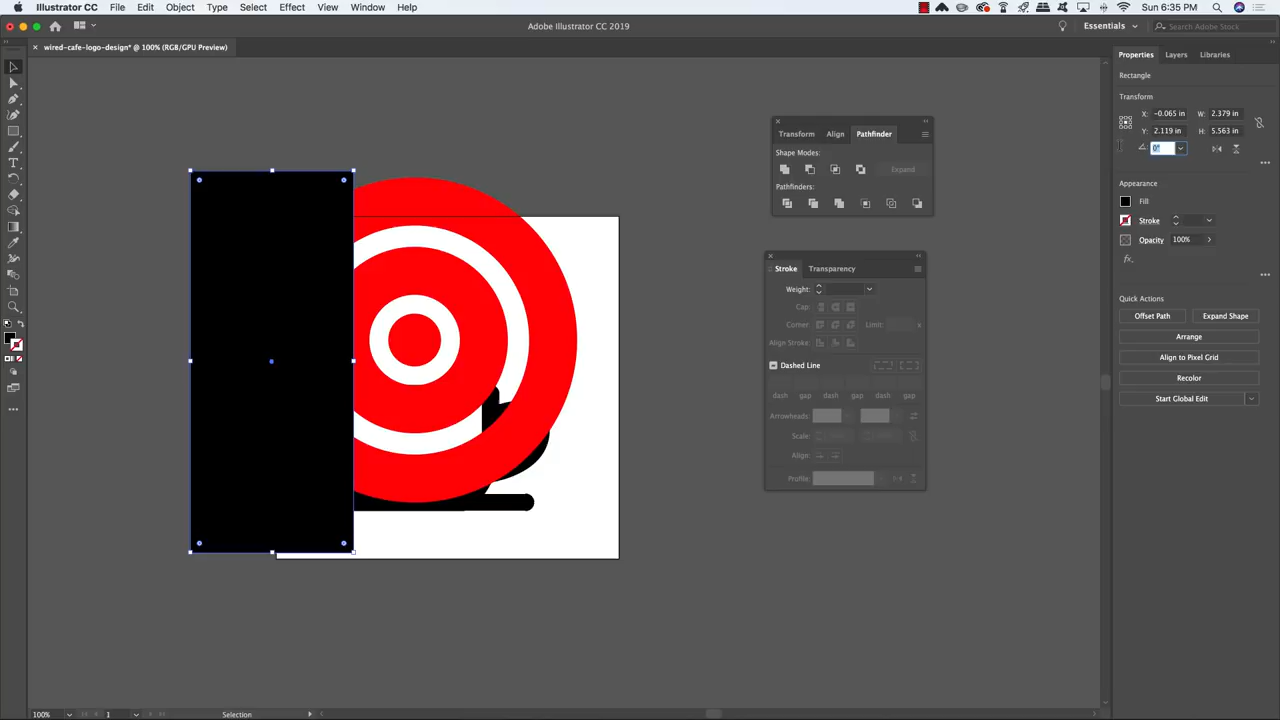 Illustrator CC File Edit Object Type Select Effect View Window Help Sun 6:35 PM
Adobe Illustrator CC 2019 Essentials Search Adobe Stock
× wired-cafe-logo-design* @ 100% (RGB/GPU Preview)
Properties Layers Libraries
Rectangle
Transform
X: -0.065 in W: 2.379 in
Y: 2.119 in H: 5.563 in
0°
Appearance
Fill
Stroke
Opacity 100%
fx.
Quick Actions
Offset Path Expand Shape
Arrange
Align to Pixel Grid
Recolor
Start Global Edit
Transform Align Pathfinder
Shape Modes:
Expand
Pathfinders:
Stroke Transparency
Weight:
Cap:
Corner: Limit: x
Align Stroke:
Dashed Line
dash gap dash gap dash gap
Arrowheads:
Scale:
Align:
Profile:
100% 1 Selection